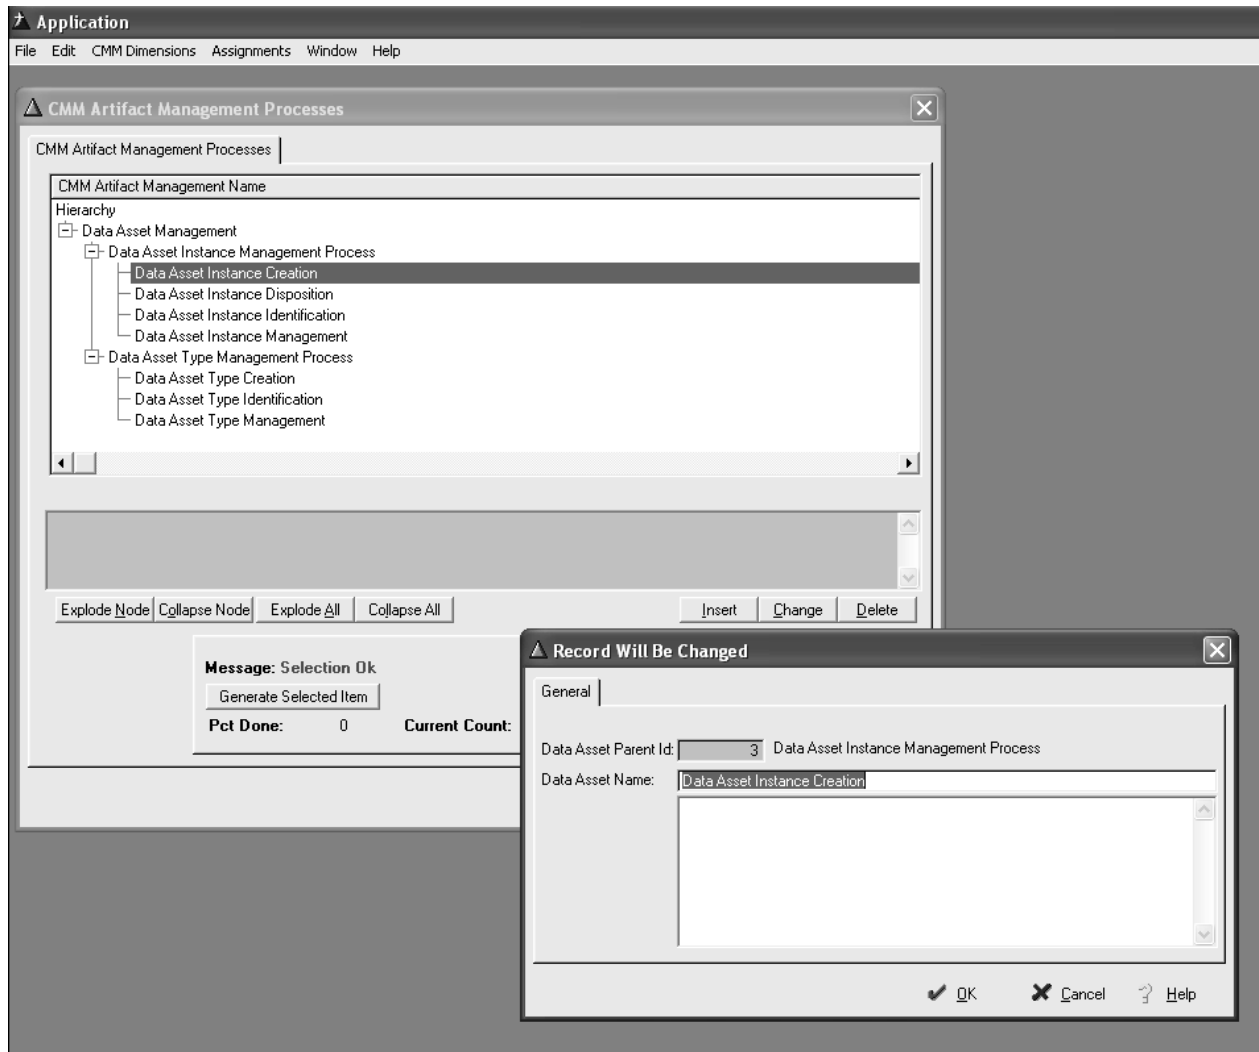 Application
File Edit CMM Dimensions Assignments Window Help
CMM Artifact Management Processes
CMM Artifact Management Processes
CMM Artifact Management Name
Hierarchy
Data Asset Management
Data Asset Instance Management Process
Data Asset Instance Creation
Data Asset Instance Disposition
Data Asset Instance Identification
Data Asset Instance Management
Data Asset Type Management Process
Data Asset Type Creation
Data Asset Type Identification
Data Asset Type Management
Explode Node Collapse Node Explode All Collapse All Insert Change Delete
Message: Selection Ok
Generate Selected Item
Pct Done: 0 Current Count:
Record Will Be Changed
General
Data Asset Parent Id: 3 Data Asset Instance Management Process
Data Asset Name: Data Asset Instance Creation
OK Cancel Help